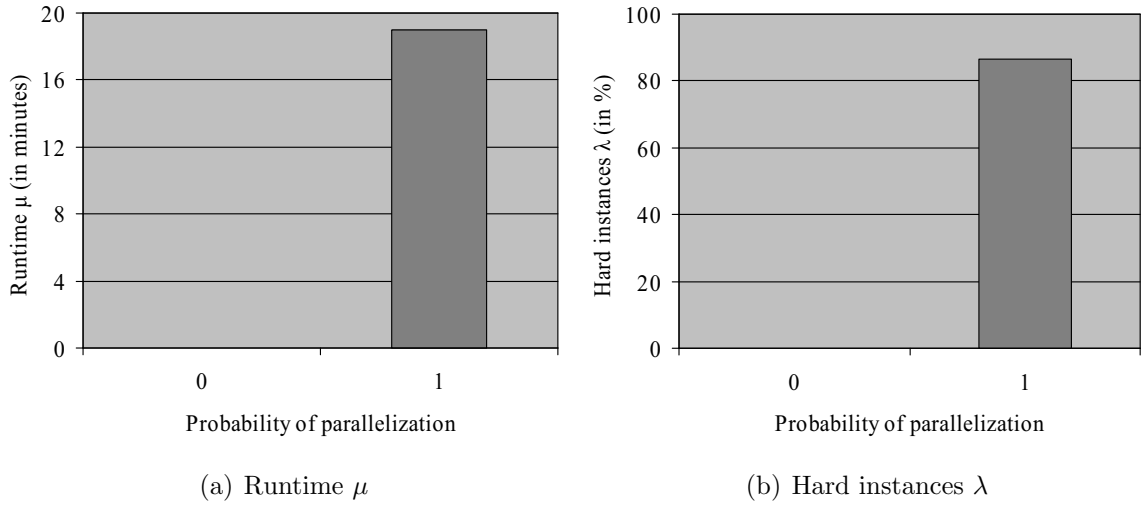 20
16
12
8
4
0
Runtime μ (in minutes)
0 1
Probability of parallelization
(a) Runtime μ
100
80
60
40
20
0
Hard instances λ (in %)
0 1
Probability of parallelization
(b) Hard instances λ